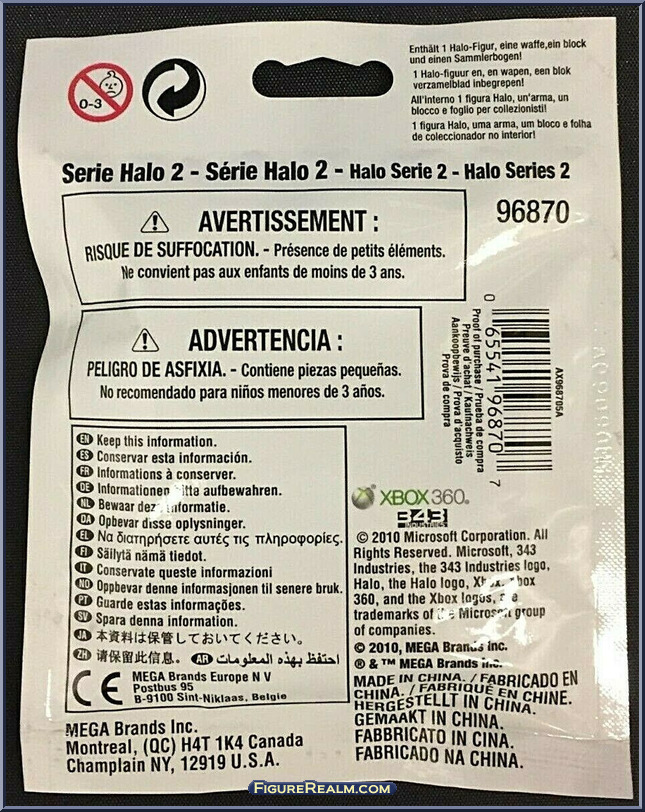 Enthält 1 Halo-Figur, eine waffe,ein block
und einen Sammlerbogen!
1 Halo-figuur en, en wapen, een blok
verzamelblad inbegrepen!
All'interno 1 figura Halo, un'arma, un
blocco e foglio per collezionisti!
1 figura Halo, uma arma, um bloco e folha
de coleccionador no interior!
0-3
Serie Halo 2 - Série Halo 2 - Halo Serie 2 - Halo Series 2
96870
AVERTISSEMENT :
RISQUE DE SUFFOCATION. - Présence de petits éléments.
Ne convient pas aux enfants de moins de 3 ans.
ADVERTENCIA :
PELIGRO DE ASFIXIA. - Contiene piezas pequeñas.
No recomendado para niños menores de 3 años.
Proof of purchase / Prueba de compra
Preuve d'achat / Kaufnachweis
Aankoopbewijs / Prova d'acquisto
Prova de compra
0 65541 96870 7
AX968705A
EN Keep this information.
ES Conservar esta información.
FR Informations à conserver.
DE Informationen bitte aufbewahren.
NL Bewaar deze informatie.
DA Opbevar disse oplysninger.
EL Να διατηρήσετε αυτές τις πληροφορίες.
FI Säilytä nämä tiedot.
IT Conservate queste informazioni
NO Oppbevar denne informasjonen til senere bruk.
PT Guarde estas informações.
SV Spara denna information.
JA 本資料は保管しておいてください。
ZH 请保留此信息。 AR احتفظ بهذه المعلومات
CE MEGA Brands Europe N V
Postbus 95
B-9100 Sint-Niklaas, Belgie
MEGA Brands Inc.
Montreal, (QC) H4T 1K4 Canada
Champlain NY, 12919 U.S.A.
XBOX 360.
343
INDUSTRIES
© 2010 Microsoft Corporation. All
Rights Reserved. Microsoft, 343
Industries, the 343 Industries logo,
Halo, the Halo logo, Xbox, Xbox
360, and the Xbox logos, are
trademarks of the Microsoft group
of companies.
© 2010, MEGA Brands Inc.
® & ™ MEGA Brands Inc.
MADE IN CHINA. / FABRICADO EN
CHINA. / FABRIQUÉ EN CHINE.
HERGESTELLT IN CHINA.
GEMAAKT IN CHINA.
FABBRICATO IN CINA.
FABRICADO NA CHINA.
FIGUREREALM.COM